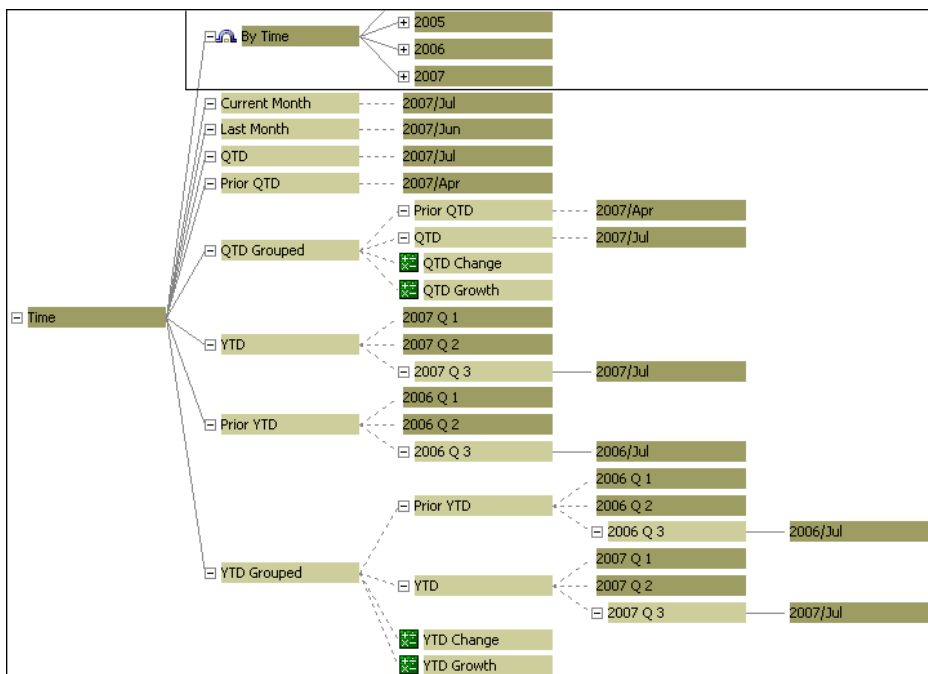 2005
By Time
2006
2007
Current Month 2007/Jul
Last Month 2007/Jun
QTD 2007/Jul
Prior QTD 2007/Apr
Prior QTD 2007/Apr
QTD 2007/Jul
QTD Grouped
QTD Change
QTD Growth
Time
2007 Q 1
YTD 2007 Q 2
2007 Q 3 2007/Jul
2006 Q 1
Prior YTD 2006 Q 2
2006 Q 3 2006/Jul
2006 Q 1
Prior YTD 2006 Q 2
2006 Q 3 2006/Jul
2007 Q 1
YTD Grouped
YTD 2007 Q 2
2007 Q 3 2007/Jul
YTD Change
YTD Growth